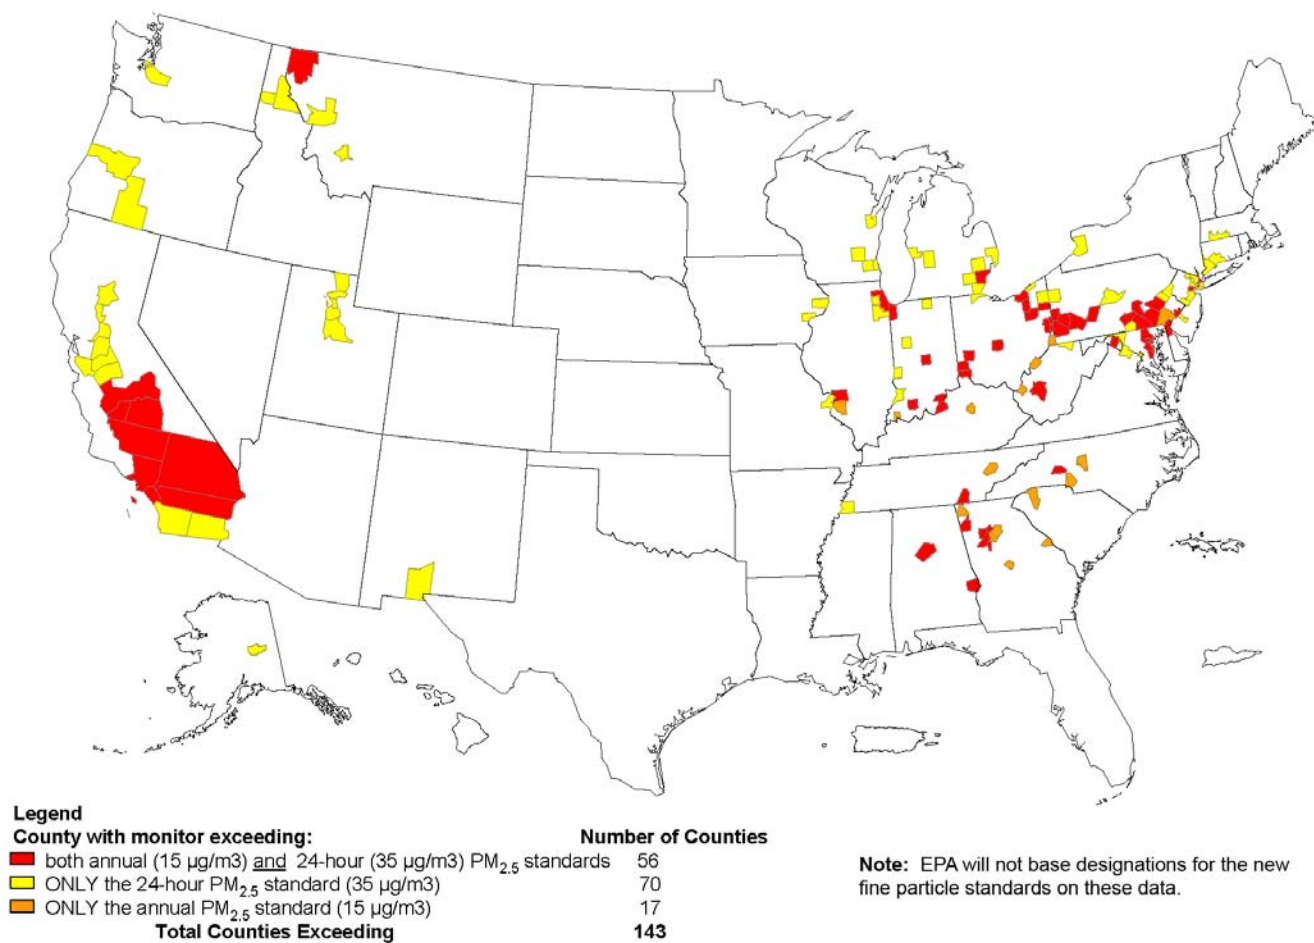 Legend
County with monitor exceeding: Number of Counties
both annual (15 µg/m3) and 24-hour (35 µg/m3) PM2.5 standards 56
ONLY the 24-hour PM2.5 standard (35 µg/m3) 70
ONLY the annual PM2.5 standard (15 µg/m3) 17
Total Counties Exceeding 143
Note: EPA will not base designations for the new
fine particle standards on these data.